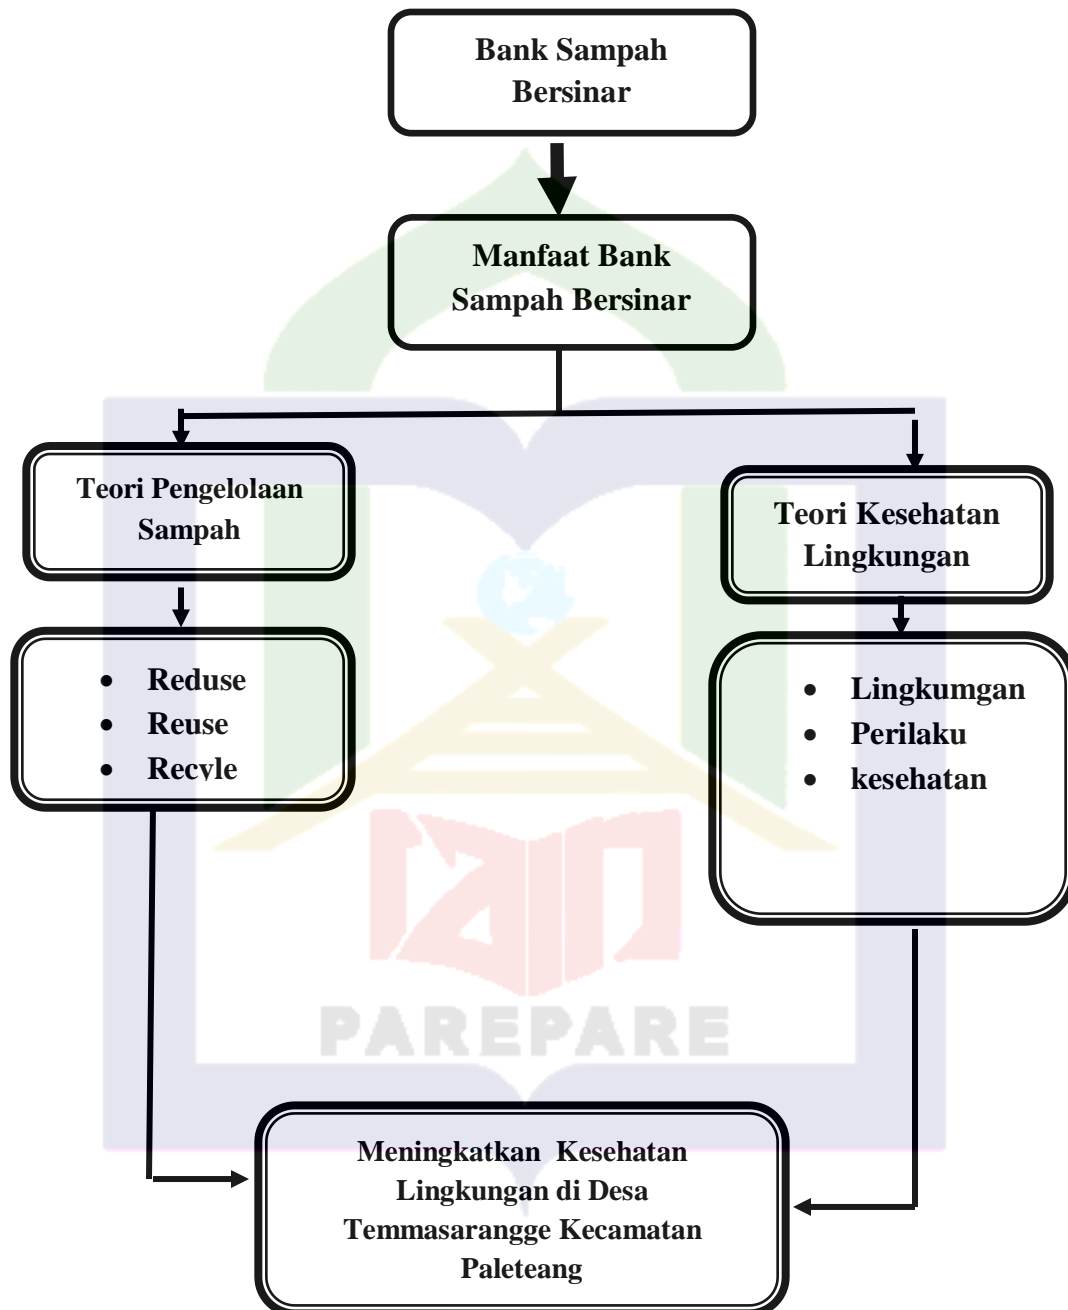 Bank Sampah
Bersinar
Manfaat Bank
Sampah Bersinar
Teori Pengelolaan
Sampah
Teori Kesehatan
Lingkungan
• Reduse
• Reuse
• Recyle
• Lingkumgan
• Perilaku
• kesehatan
iain
PAREPARE
Meningkatkan Kesehatan
Lingkungan di Desa
Temmasarangge Kecamatan
Paleteang